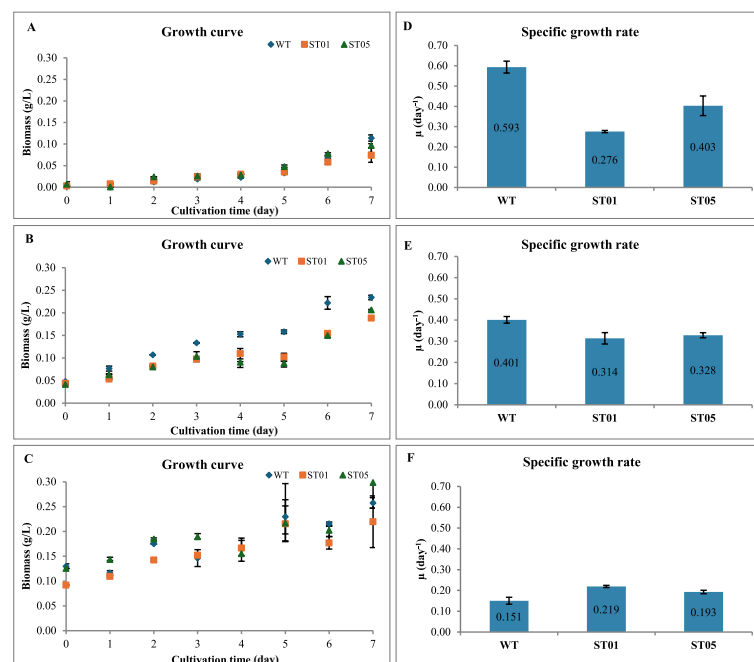 A
Growth curve
WT ST01 ST05
Biomass (g/L)
0.30
0.25
0.20
0.15
0.10
0.05
0.00
0 1 2 3 4 5 6 7
Cultivation time (day)
D
Specific growth rate
µ (day-1)
0.70
0.60
0.50
0.40
0.30
0.20
0.10
0.00
0.593
0.276
0.403
WT ST01 ST05
B
Growth curve
WT ST01 ST05
Biomass (g/L)
0.30
0.25
0.20
0.15
0.10
0.05
0.00
0 1 2 3 4 5 6 7
Cultivation time (day)
E
Specific growth rate
µ (day-1)
0.70
0.60
0.50
0.40
0.30
0.20
0.10
0.00
0.401
0.314
0.328
WT ST01 ST05
C
Growth curve
WT ST01 ST05
Biomass (g/L)
0.30
0.25
0.20
0.15
0.10
0.05
0.00
0 1 2 3 4 5 6 7
Cultivation time (day)
F
Specific growth rate
µ (day-1)
0.70
0.60
0.50
0.40
0.30
0.20
0.10
0.00
0.151
0.219
0.193
WT ST01 ST05